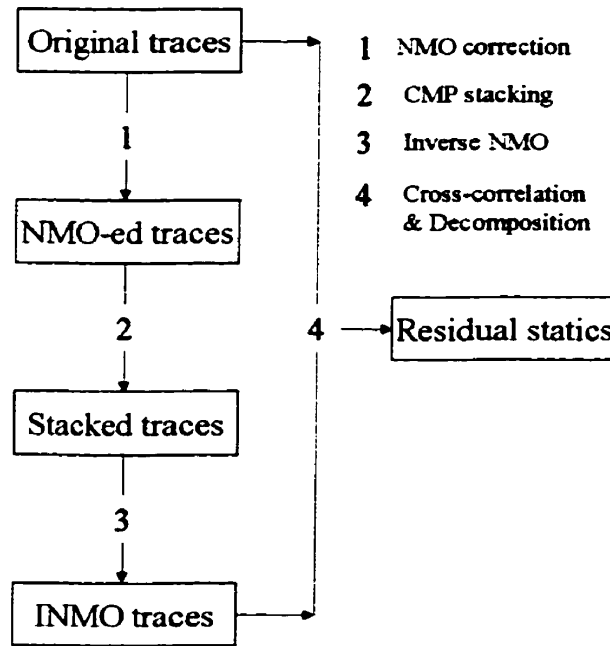 Original traces
1 NMO correction
2 CMP stacking
1
3 Inverse NMO
4 Cross-correlation
& Decomposition
NMO-ed traces
2
4
Residual statics
Stacked traces
3
INMO traces